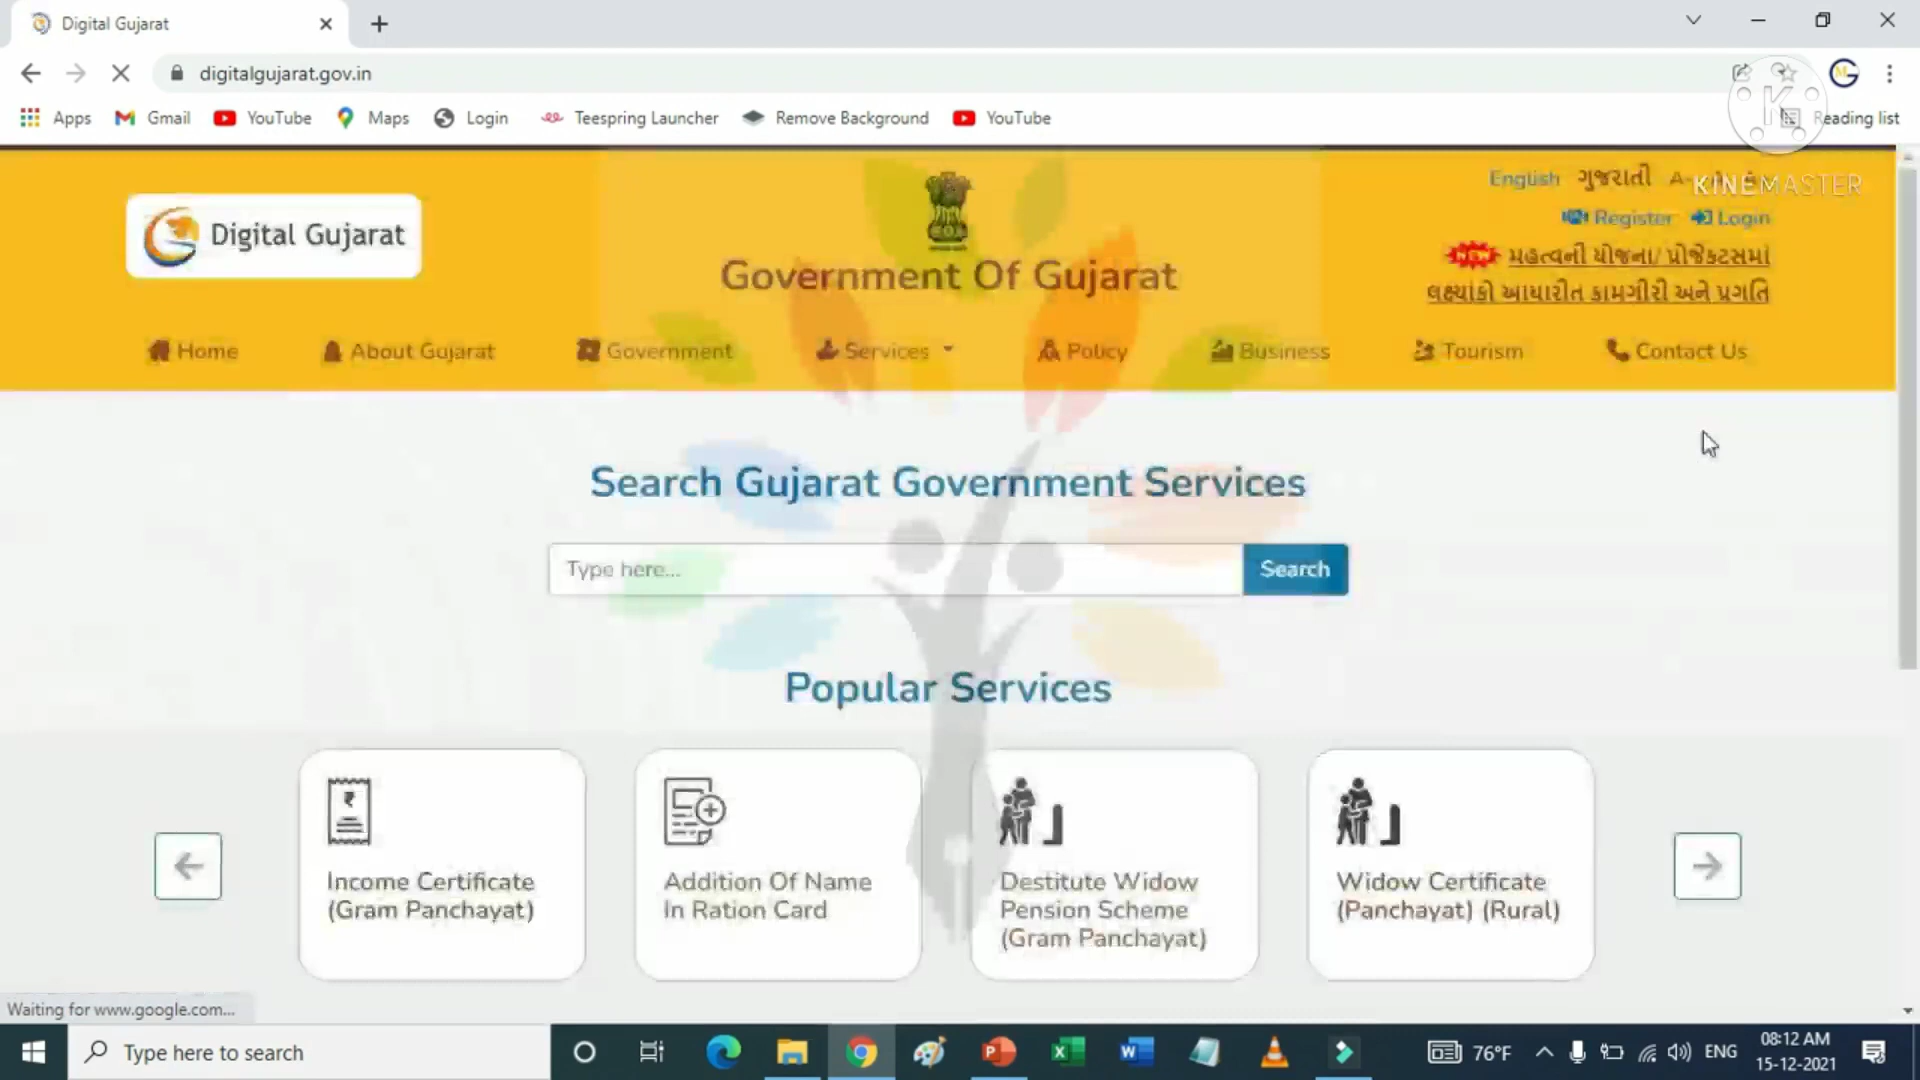 Digital Gujarat
digitalgujarat.gov.in
Apps Gmail YouTube Maps Login Teespring Launcher Remove Background YouTube Reading list
KINEMASTER
English ગુજરાતી A-
Register Login
Digital Gujarat
NEW મહત્વની યોજના/ પ્રોજેક્ટસમાં
લક્ષ્યાંકો આધારીત કામગીરી અને પ્રગતિ
Government Of Gujarat
Home About Gujarat Government Services Policy Business Tourism Contact Us
Search Gujarat Government Services
Type here... Search
Popular Services
Income Certificate
(Gram Panchayat)
Addition Of Name
In Ration Card
Destitute Widow
Pension Scheme
(Gram Panchayat)
Widow Certificate
(Panchayat) (Rural)
Waiting for www.google.com...
Type here to search
76°F ENG 08:12 AM
15-12-2021